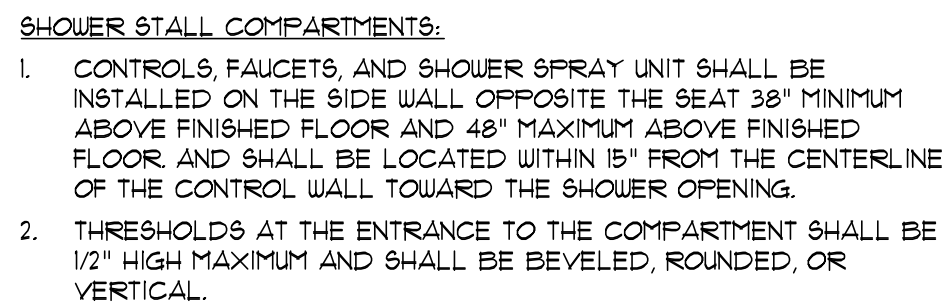 SHOWER STALL COMPARTMENTS:
1. CONTROLS, FAUCETS, AND SHOWER SPRAY UNIT SHALL BE
INSTALLED ON THE SIDE WALL OPPOSITE THE SEAT 38" MINIMUM
ABOVE FINISHED FLOOR AND 48" MAXIMUM ABOVE FINISHED
FLOOR. AND SHALL BE LOCATED WITHIN 15" FROM THE CENTERLINE
OF THE CONTROL WALL TOWARD THE SHOWER OPENING.
2. THRESHOLDS AT THE ENTRANCE TO THE COMPARTMENT SHALL BE
1/2" HIGH MAXIMUM AND SHALL BE BEVELED, ROUNDED, OR
VERTICAL.